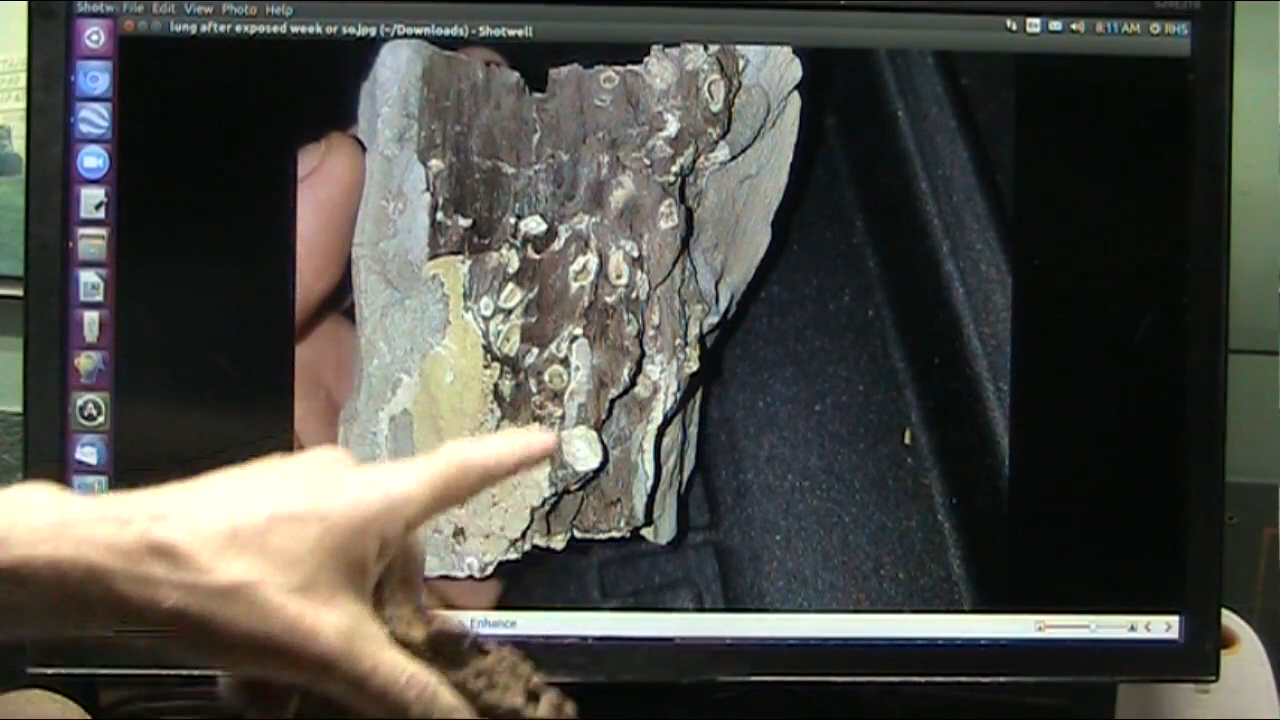 Shotw File Edit View Photo Help
lung after exposed week or so.jpg (~/Downloads) - Shotwell
8:11 AM RHS
Enhance